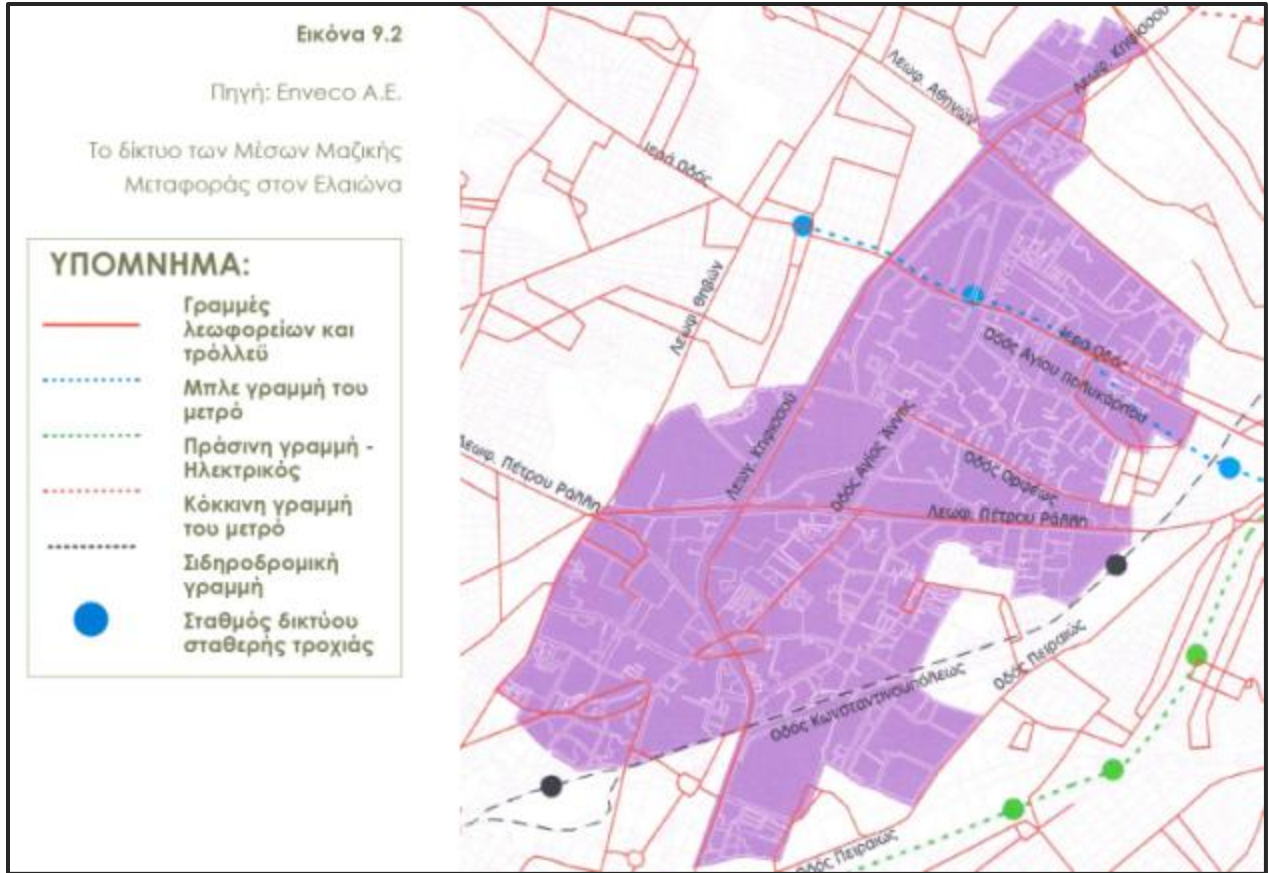 Εικόνα 9.2
Πηγή: Enveco Α.Ε.
Το δίκτυο των Μέσων Μαζικής
Μεταφοράς στον Ελαιώνα
ΥΠΟΜΝΗΜΑ:
Γραμμές
λεωφορείων και
τρόλλεϋ
Μπλε γραμμή του
μετρό
Πράσινη γραμμή -
Ηλεκτρικός
Κόκκινη γραμμή
του μετρό
Σιδηροδρομική
γραμμή
Σταθμός δικτύου
σταθερής τροχιάς
Λεωφ. Κηφισσού
Λεωφ. Αθηνών
Ιερά Οδός
Λεωφ. Θηβών
Ιερά Οδός
Οδός Αγίου Πολυκάρπου
Λεωφ. Κηφισσού
Οδός Αγίας Άννης
Λεωφ. Πέτρου Ράλλη
Οδός Ορφέως
Λεωφ. Πέτρου Ράλλη
Οδός Πειραιώς
Οδός Κωνσταντινουπόλεως
Οδός Πειραιώς